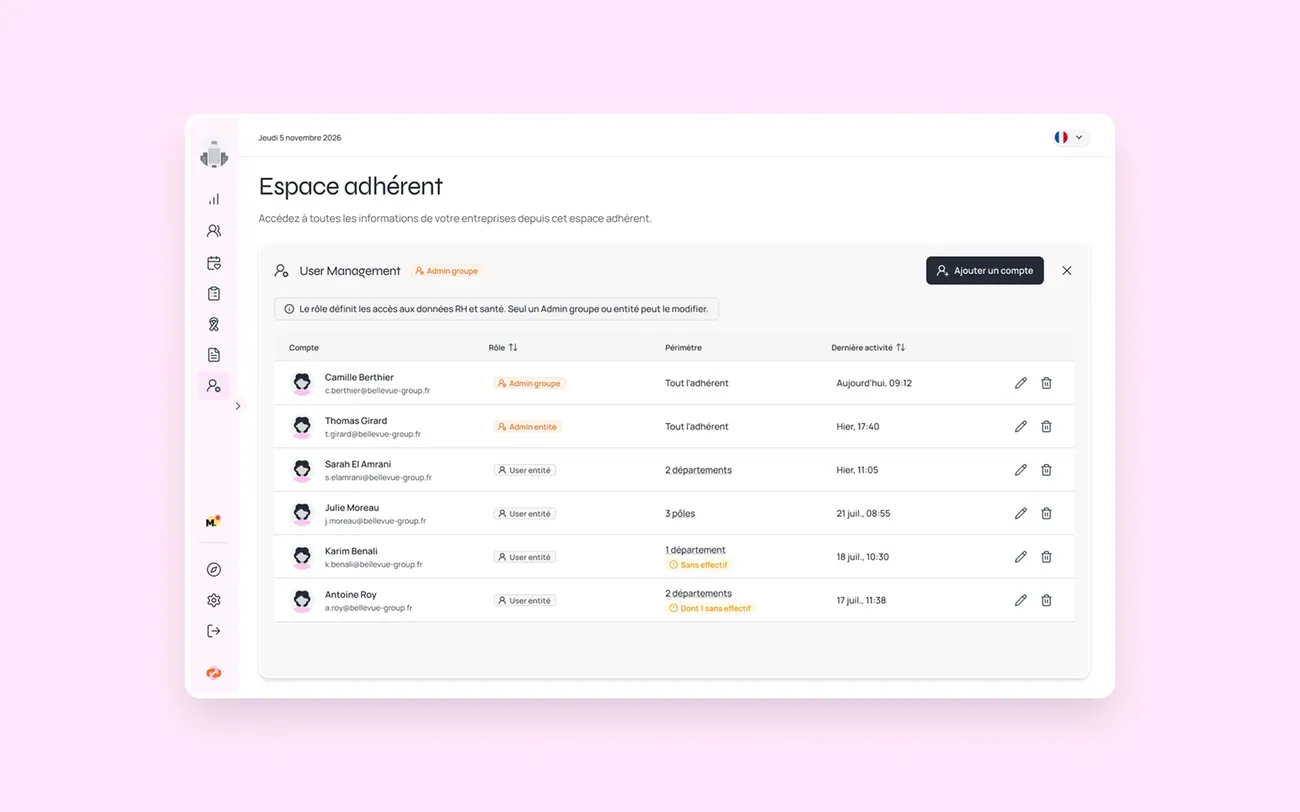 Jeudi 5 novembre 2026
Espace adhérent
Accédez à toutes les informations de votre entreprises depuis cet espace adhérent.
User Management
Admin groupe
Ajouter un compte
Le rôle définit les accès aux données RH et santé. Seul un Admin groupe ou entité peut le modifier.
Compte Rôle Périmètre Dernière activité
Camille Berthier
c.berthier@bellevue-group.fr
Admin groupe
Tout l'adhérent
Aujourd'hui, 09:12
Thomas Girard
t.girard@bellevue-group.fr
Admin entité
Tout l'adhérent
Hier, 17:40
Sarah El Amrani
s.elamrani@bellevue-group.fr
User entité
2 départements
Hier, 11:05
Julie Moreau
j.moreau@bellevue-group.fr
User entité
3 pôles
21 juil., 08:55
Karim Benali
k.benali@bellevue-group.fr
User entité
1 département
Sans effectif
18 juil., 10:30
Antoine Roy
a.roy@bellevue-group.fr
User entité
2 départements
Dont 1 sans effectif
17 juil., 11:38
M.